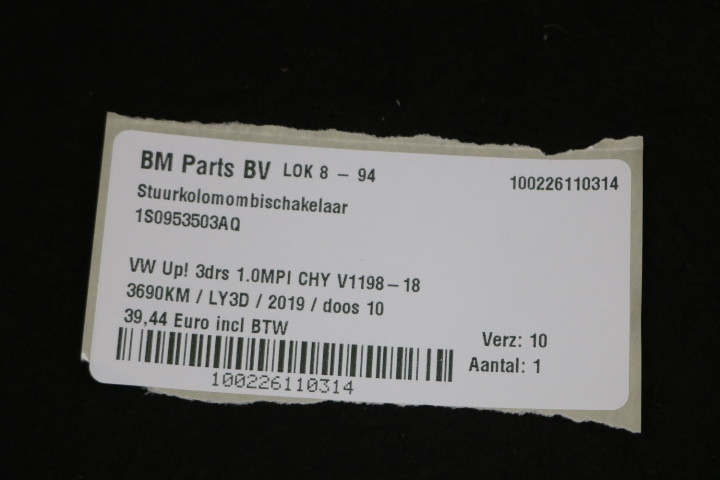 BM Parts BV LOK 8 - 94
100226110314
Stuurkolomombischakelaar
1S0953503AQ
VW Up! 3drs 1.0MPI CHY V1198-18
3690KM / LY3D / 2019 / doos 10
39,44 Euro incl BTW
Verz: 10
Aantal: 1
100226110314